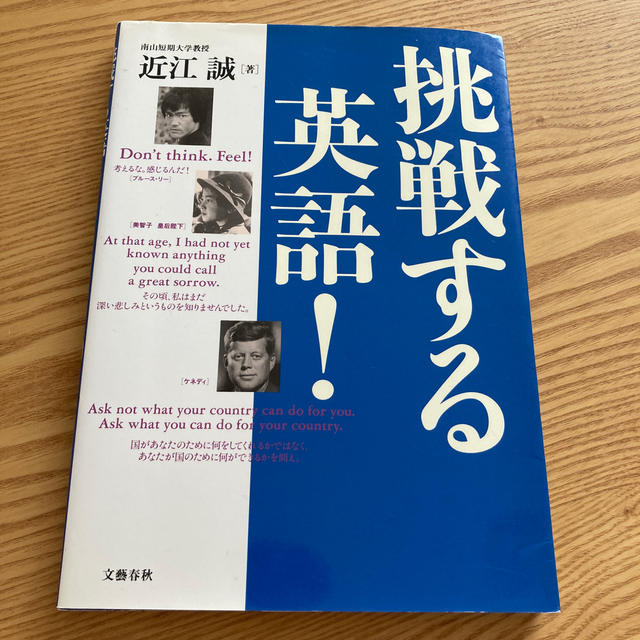 挑戦する
英語!
南山短期大学教授
近江 誠[著]
Don't think. Feel!
考えるな。感じるんだ!
[ブルース・リー]
[美智子 皇后陛下]
At that age, I had not yet
known anything
you could call
a great sorrow.
その頃、私はまだ
深い悲しみというものを知りませんでした。
[ケネディ]
Ask not what your country can do for you.
Ask what you can do for your country.
国があなたのために何をしてくれるかではなく、
あなたが国のために何ができるかを問え。
文藝春秋